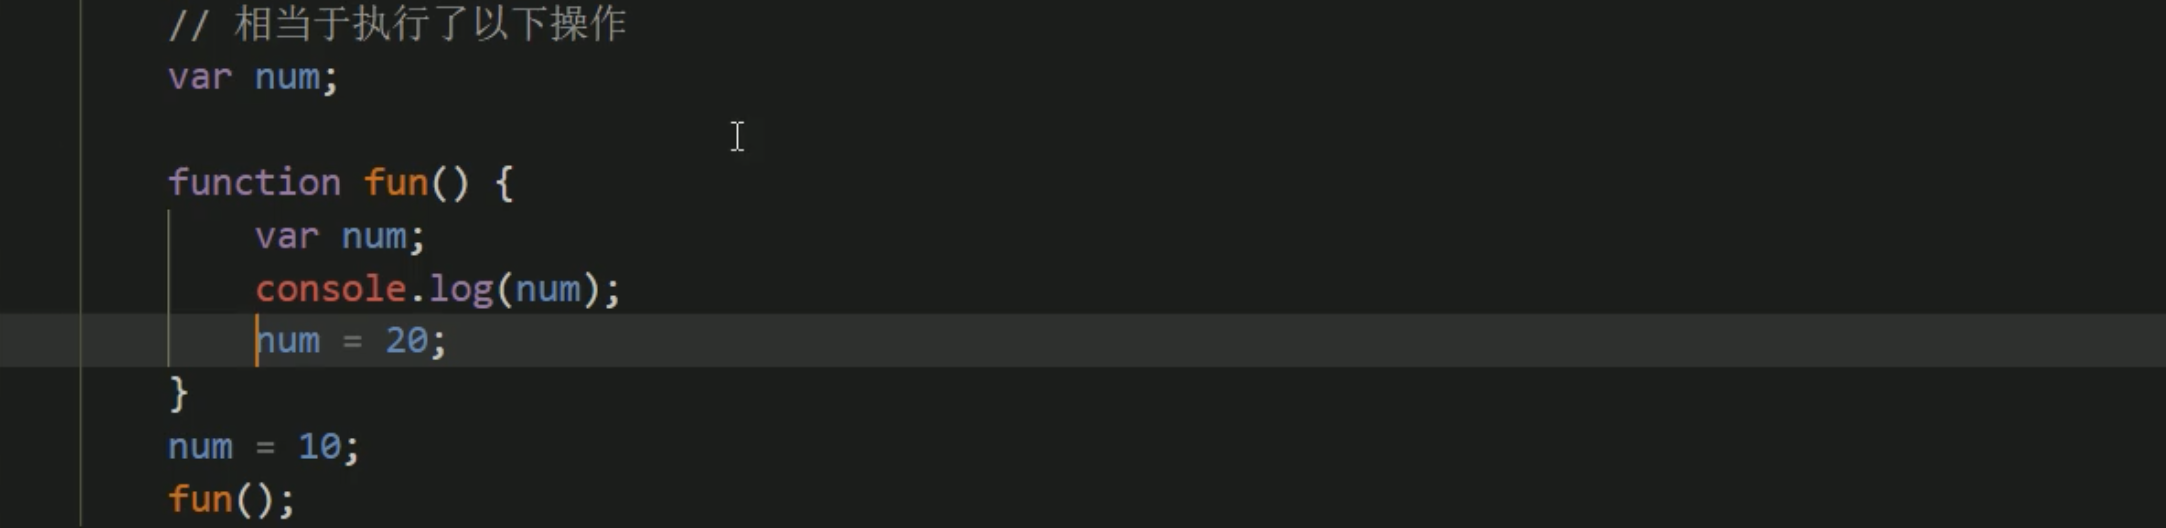 // 相当于执行了以下操作
var num;
function fun() {
var num;
console.log(num);
num = 20;
}
num = 10;
fun();